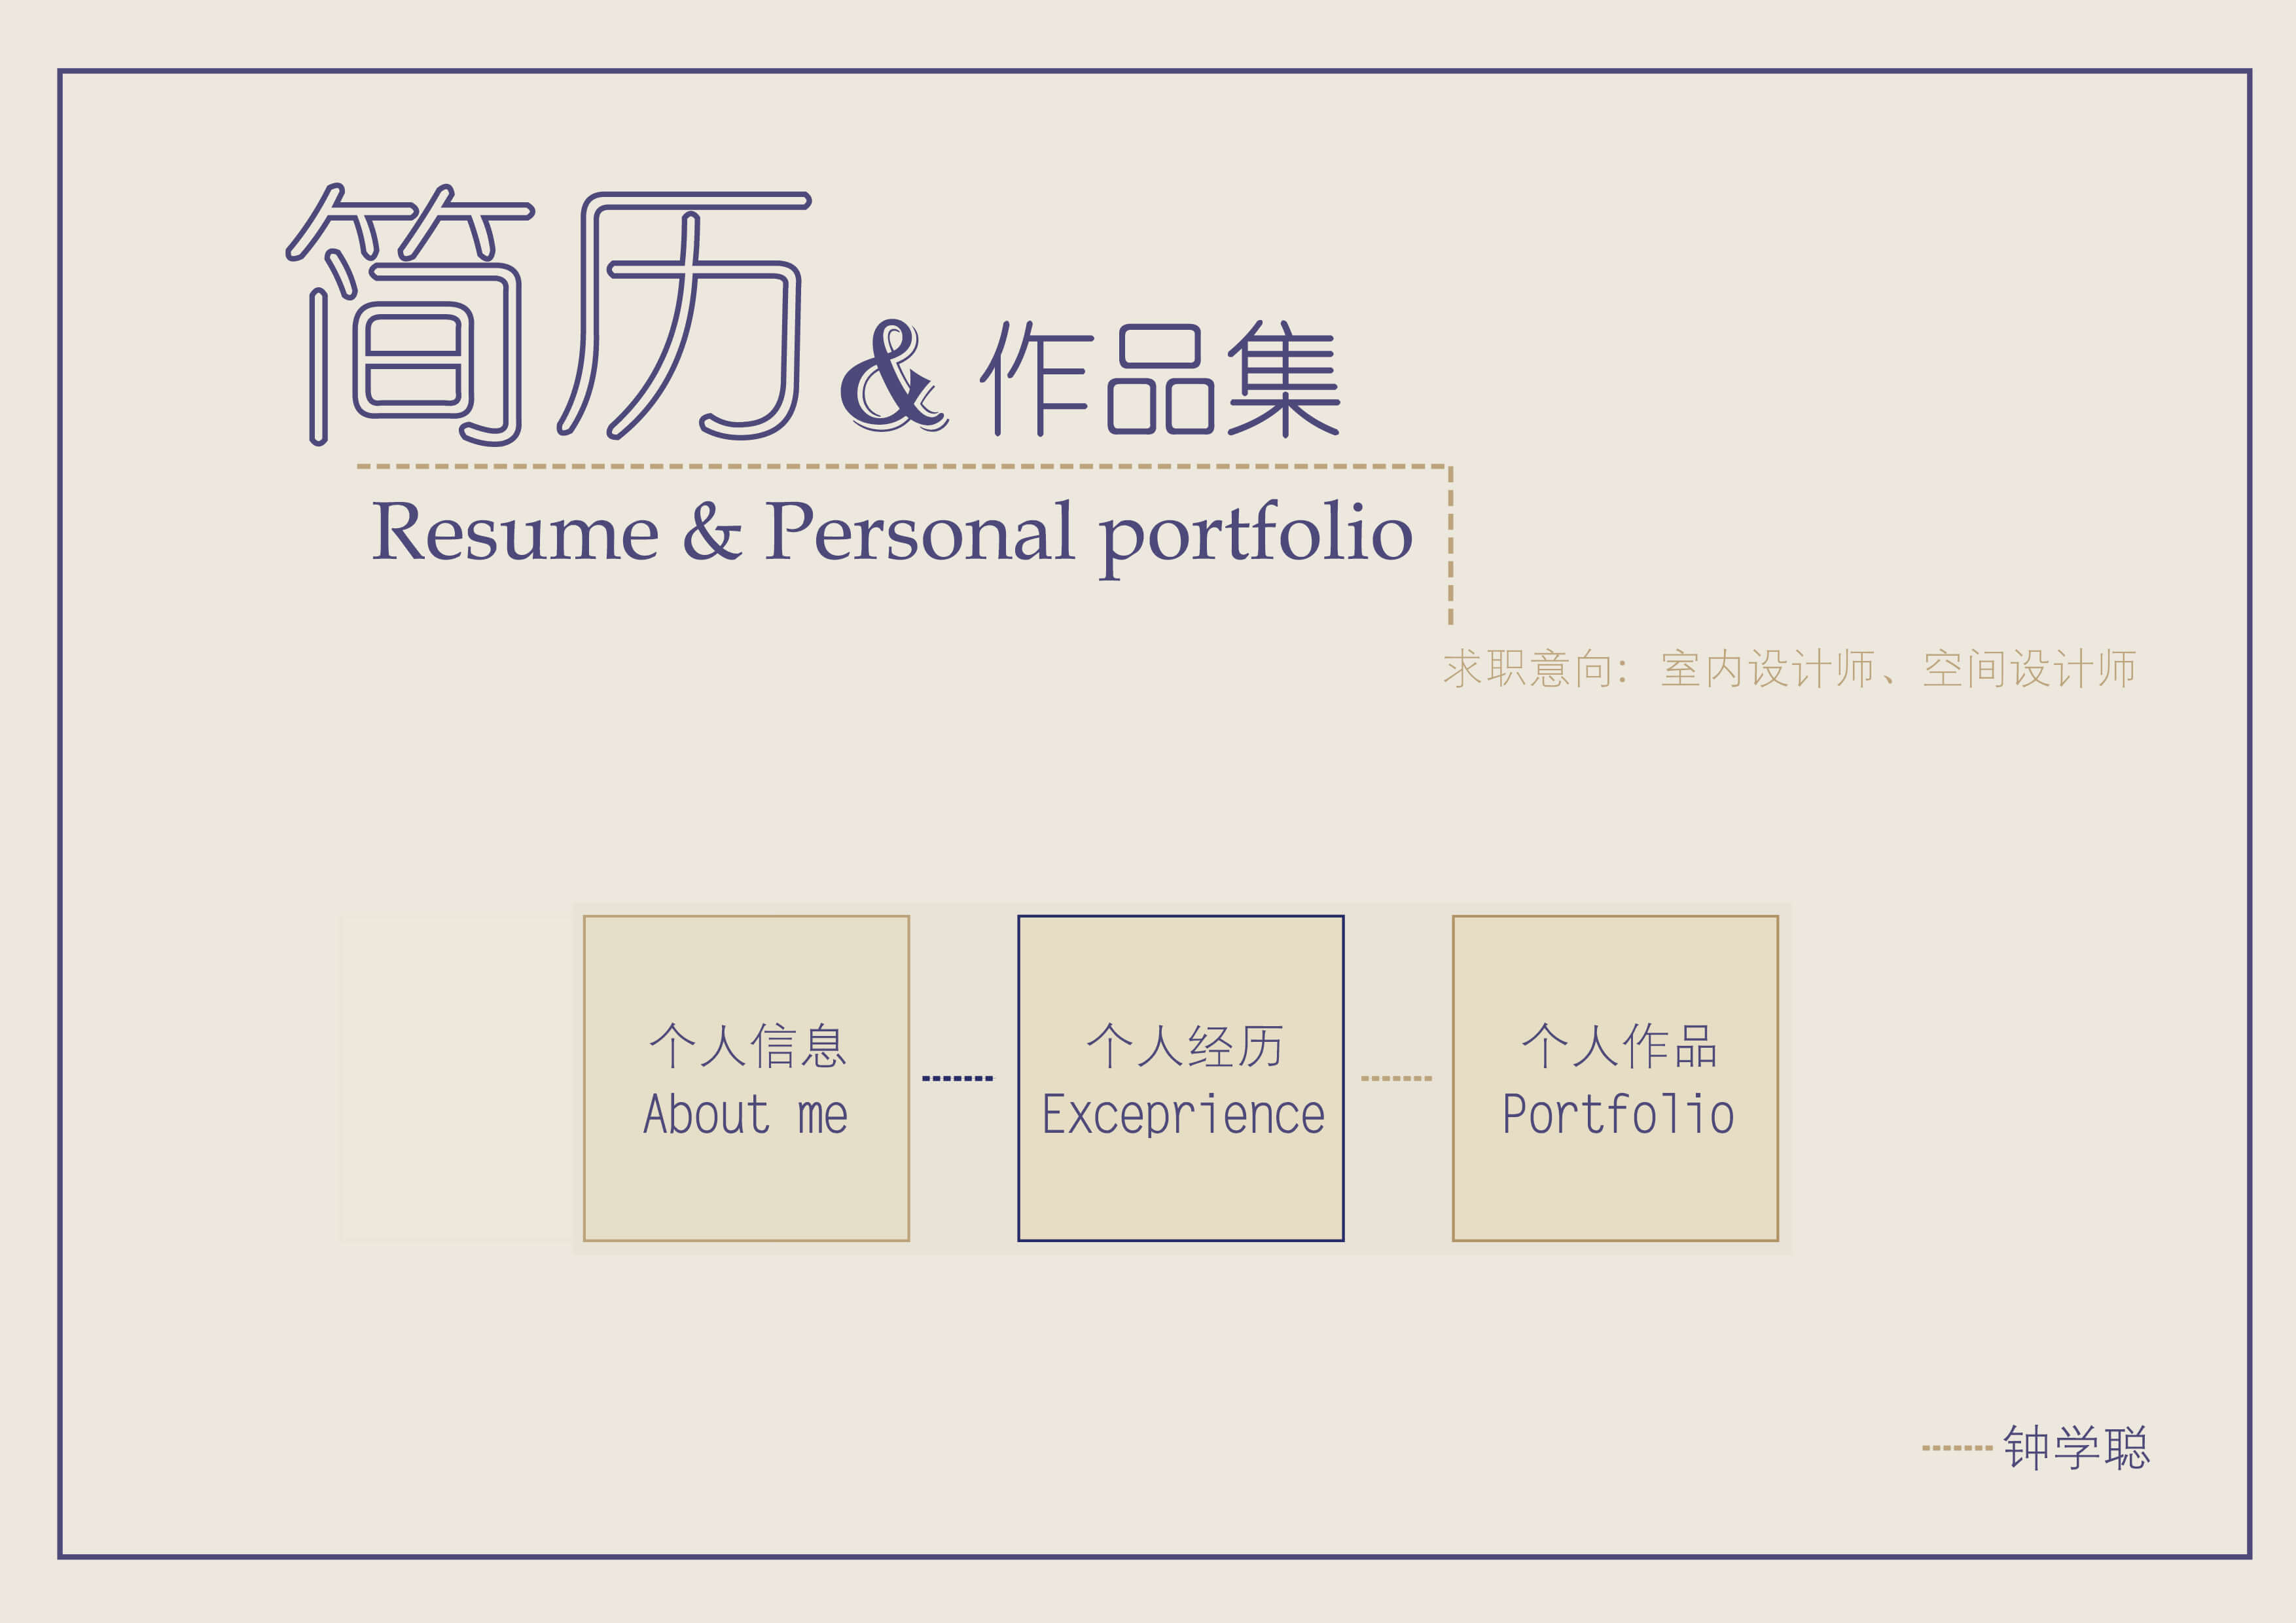 简历&作品集
Resume & Personal portfolio
求职意向： 室内设计师、空间设计师
个人信息
About me
个人经历
Exceprience
个人作品
Portfolio
钟学聪